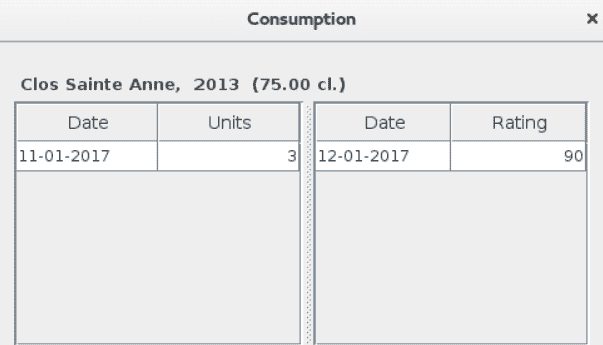 Consumption ×
Clos Sainte Anne, 2013 (75.00 cl.)
Date Units Date Rating
11-01-2017 3 12-01-2017 90